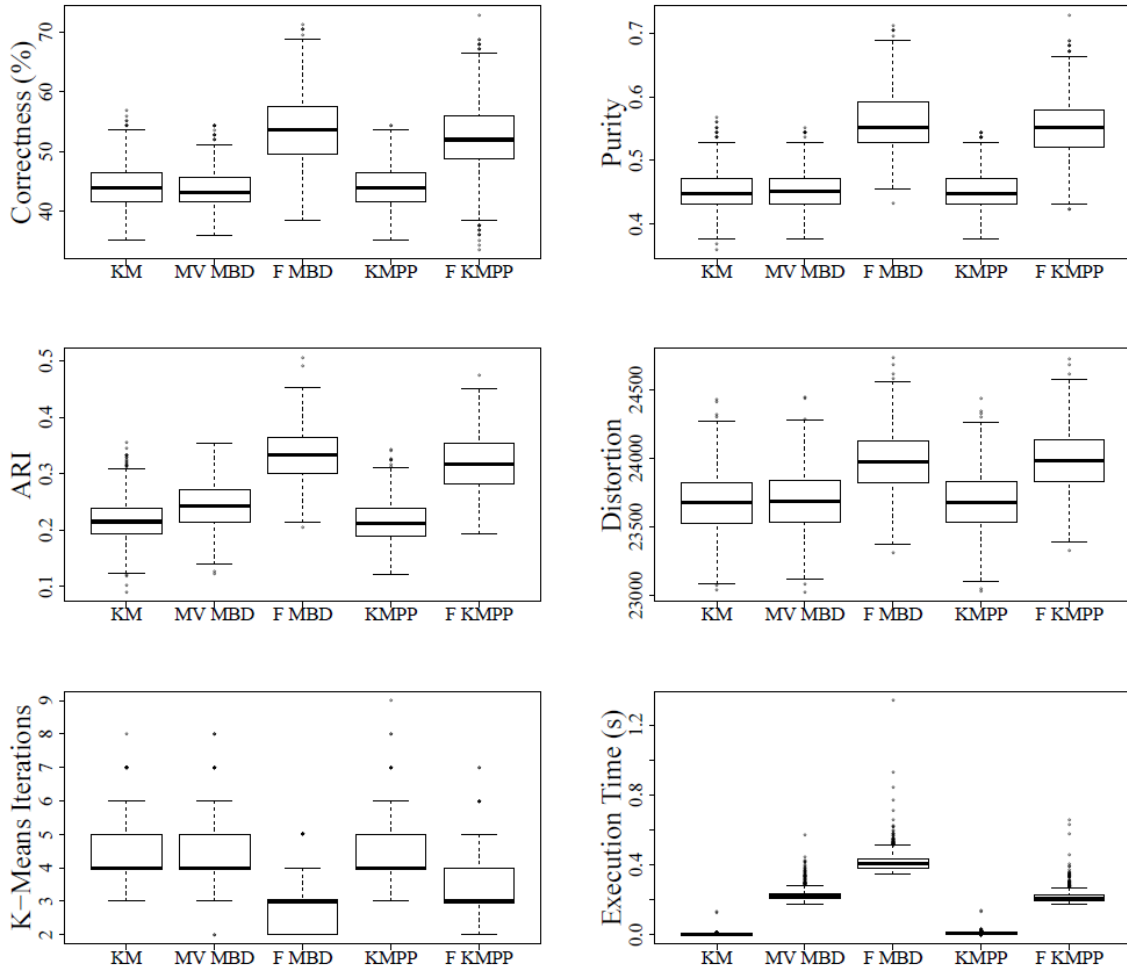 Correctness (%)
70
60
50
40
KM MV MBD F MBD KMPP F KMPP
Purity
0.7
0.6
0.5
0.4
KM MV MBD F MBD KMPP F KMPP
ARI
0.5
0.4
0.3
0.2
0.1
KM MV MBD F MBD KMPP F KMPP
Distortion
24500
24000
23500
23000
KM MV MBD F MBD KMPP F KMPP
K−Means Iterations
9
8
7
6
5
4
3
2
KM MV MBD F MBD KMPP F KMPP
Execution Time (s)
1.2
0.8
0.4
0.0
KM MV MBD F MBD KMPP F KMPP